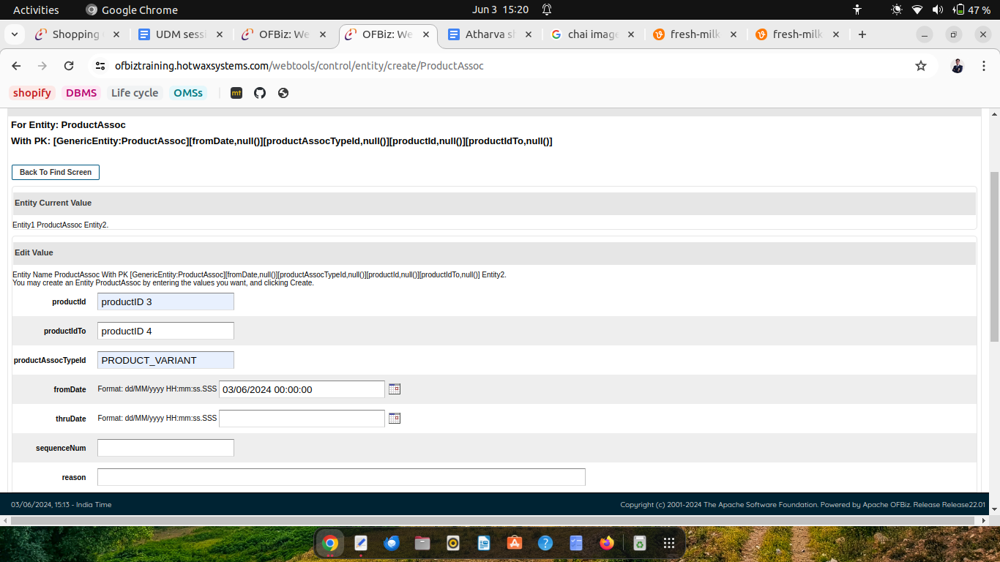 Activities Google Chrome Jun 3 15:20 47 %
Shopping UDM sessi OFBiz: We OFBiz: We Atharva sh chai image fresh-milk fresh-milk
ofbiztraining.hotwaxsystems.com/webtools/control/entity/create/ProductAssoc
shopify DBMS Life cycle OMSs mt
For Entity: ProductAssoc
With PK: [GenericEntity:ProductAssoc][fromDate,null()][productAssocTypeId,null()][productId,null()][productIdTo,null()]
Back To Find Screen
Entity Current Value
Entity1 ProductAssoc Entity2.
Edit Value
Entity Name ProductAssoc With PK [GenericEntity:ProductAssoc][fromDate,null()][productAssocTypeId,null()][productId,null()][productIdTo,null()] Entity2.
You may create an Entity ProductAssoc by entering the values you want, and clicking Create.
productId productID 3
productIdTo productID 4
productAssocTypeId PRODUCT_VARIANT
fromDate Format: dd/MM/yyyy HH:mm:ss.SSS 03/06/2024 00:00:00
thruDate Format: dd/MM/yyyy HH:mm:ss.SSS
sequenceNum
reason
03/06/2024, 15:13 - India Time Copyright (c) 2001-2024 The Apache Software Foundation. Powered by Apache OFBiz. Release Release22.01